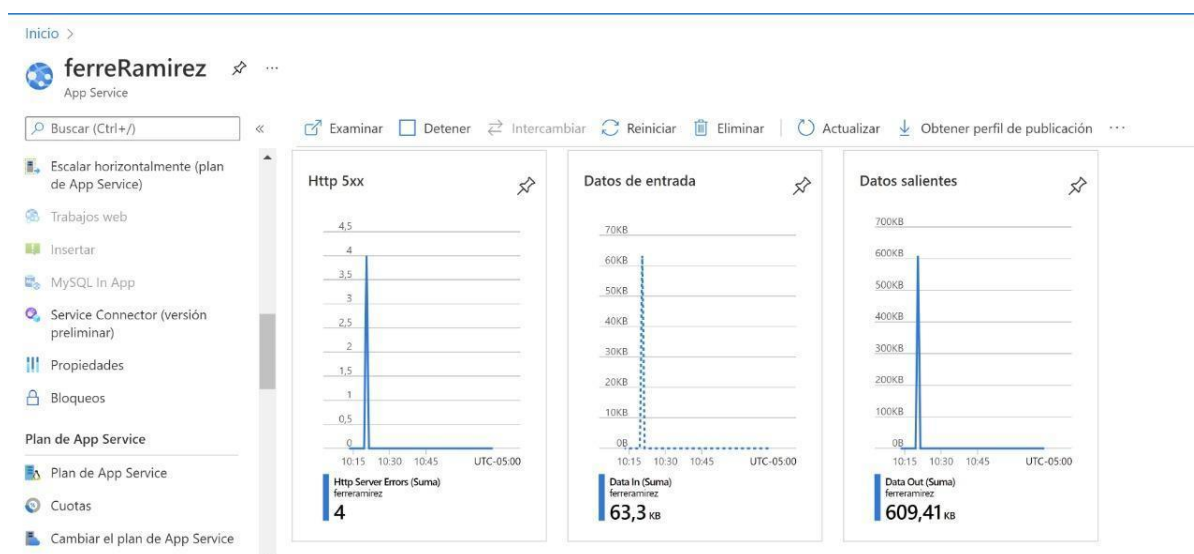 Inicio >
ferreRamirez ...
App Service
Buscar (Ctrl+/) «
Examinar Detener Intercambiar Reiniciar Eliminar Actualizar Obtener perfil de publicación ...
Escalar horizontalmente (plan
de App Service)
Trabajos web
Insertar
MySQL In App
Service Connector (versión
preliminar)
Propiedades
Bloqueos
Plan de App Service
Plan de App Service
Cuotas
Cambiar el plan de App Service
Http 5xx
4,5
4
3,5
3
2,5
2
1,5
1
0,5
0
10:15 10:30 10:45 UTC-05:00
Http Server Errors (Suma)
ferreramirez
4
Datos de entrada
70KB
60KB
50KB
40KB
30KB
20KB
10KB
0B
10:15 10:30 10:45 UTC-05:00
Data In (Suma)
ferreramirez
63,3 KB
Datos salientes
700KB
600KB
500KB
400KB
300KB
200KB
100KB
0B
10:15 10:30 10:45 UTC-05:00
Data Out (Suma)
ferreramirez
609,41 KB